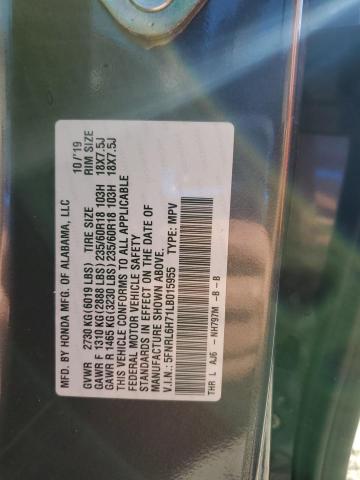 MFD. BY HONDA MFG. OF ALABAMA, LLC 10/'19
GVWR 2730 KG (6019 LBS) TIRE SIZE RIM SIZE
GAWR F 1310 KG (2888 LBS) 235/60R18 103H 18X7.5J
GAWR R 1465 KG (3230 LBS) 235/60R18 103H 18X7.5J
THIS VEHICLE CONFORMS TO ALL APPLICABLE
FEDERAL MOTOR VEHICLE SAFETY
STANDARDS IN EFFECT ON THE DATE OF
MANUFACTURE SHOWN ABOVE.
V.I.N.: 5FNRL6H71LB015955 TYPE: MPV
THR L AJ6 - NH797M -B -B